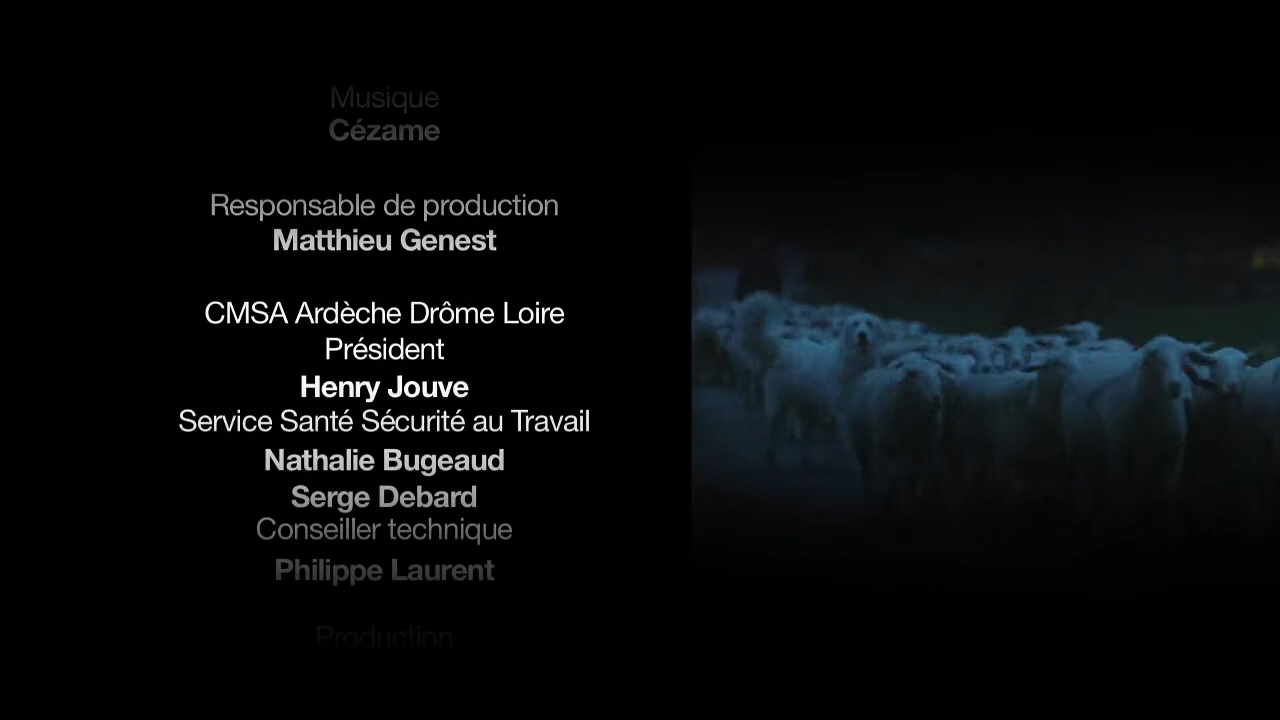 Musique
Cézame
Responsable de production
Matthieu Genest
CMSA Ardèche Drôme Loire
Président
Henry Jouve
Service Santé Sécurité au Travail
Nathalie Bugeaud
Serge Debard
Conseiller technique
Philippe Laurent
Production